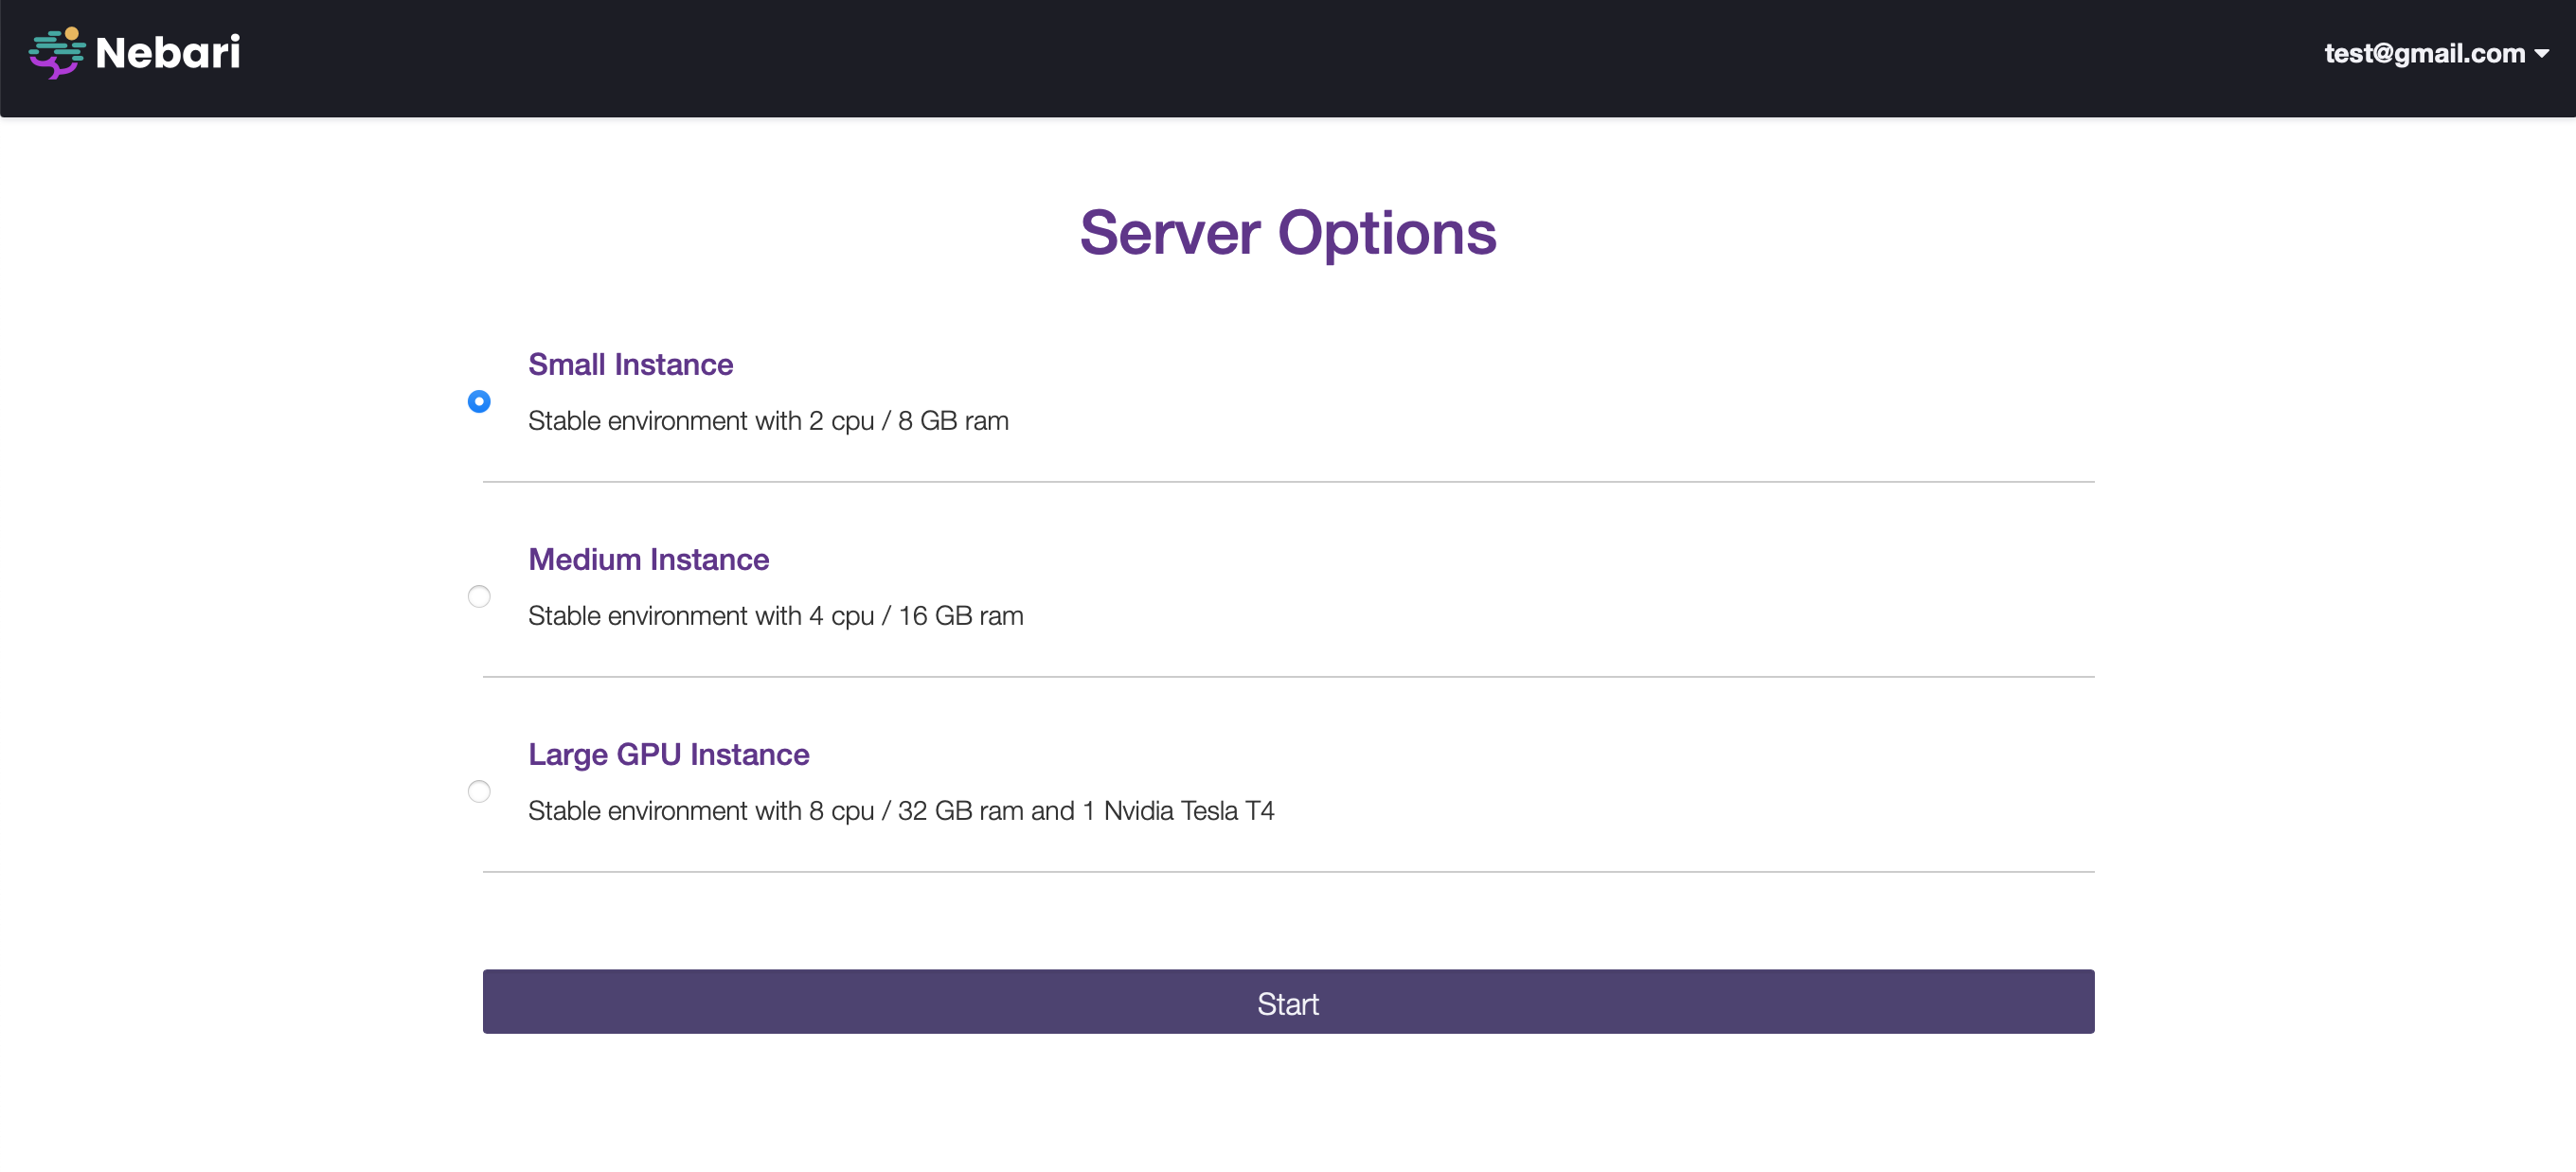 Nebari
test@gmail.com
Server Options
Small Instance
Stable environment with 2 cpu / 8 GB ram
Medium Instance
Stable environment with 4 cpu / 16 GB ram
Large GPU Instance
Stable environment with 8 cpu / 32 GB ram and 1 Nvidia Tesla T4
Start